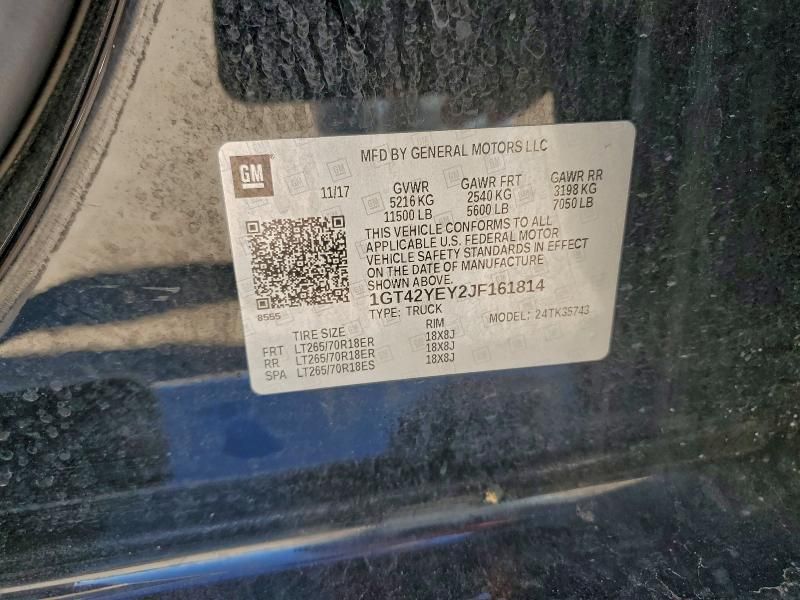 GM
MFD BY GENERAL MOTORS LLC
11/17
GVWR GAWR FRT GAWR RR
5216 KG 2540 KG 3198 KG
11500 LB 5600 LB 7050 LB
THIS VEHICLE CONFORMS TO ALL
APPLICABLE U.S. FEDERAL MOTOR
VEHICLE SAFETY STANDARDS IN EFFECT
ON THE DATE OF MANUFACTURE
SHOWN ABOVE.
8555
1GT42YEY2JF161814
TYPE: TRUCK MODEL: 24TK35743
TIRE SIZE RIM
FRT LT265/70R18ER 18X8J
RR LT265/70R18ER 18X8J
SPA LT265/70R18ES 18X8J